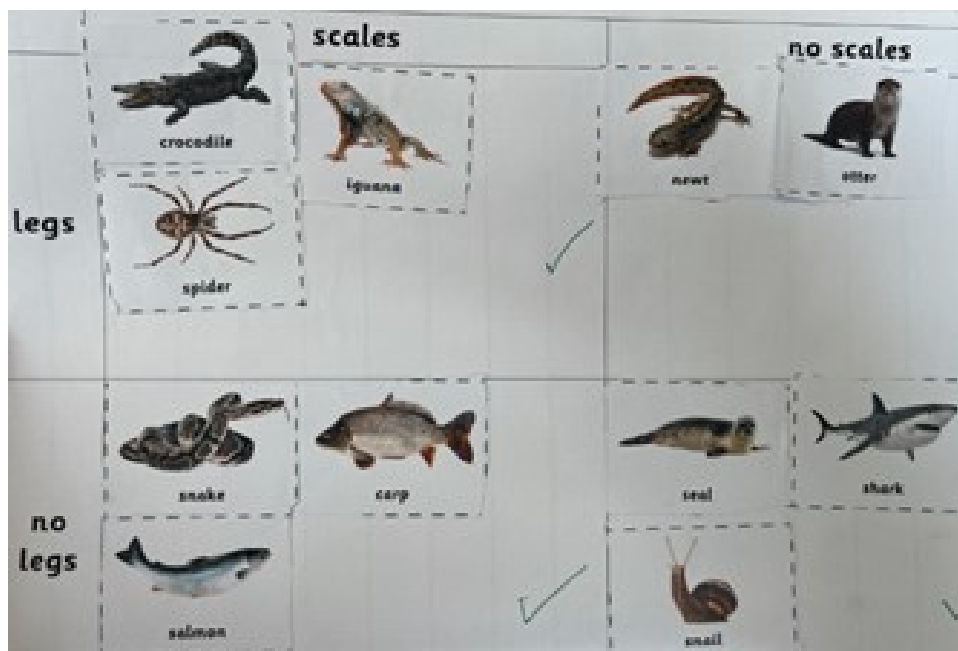 scales
no scales
crocodile
iguana
newt
otter
legs
spider
snake
carp
seal
shark
no
legs
salmon
snail